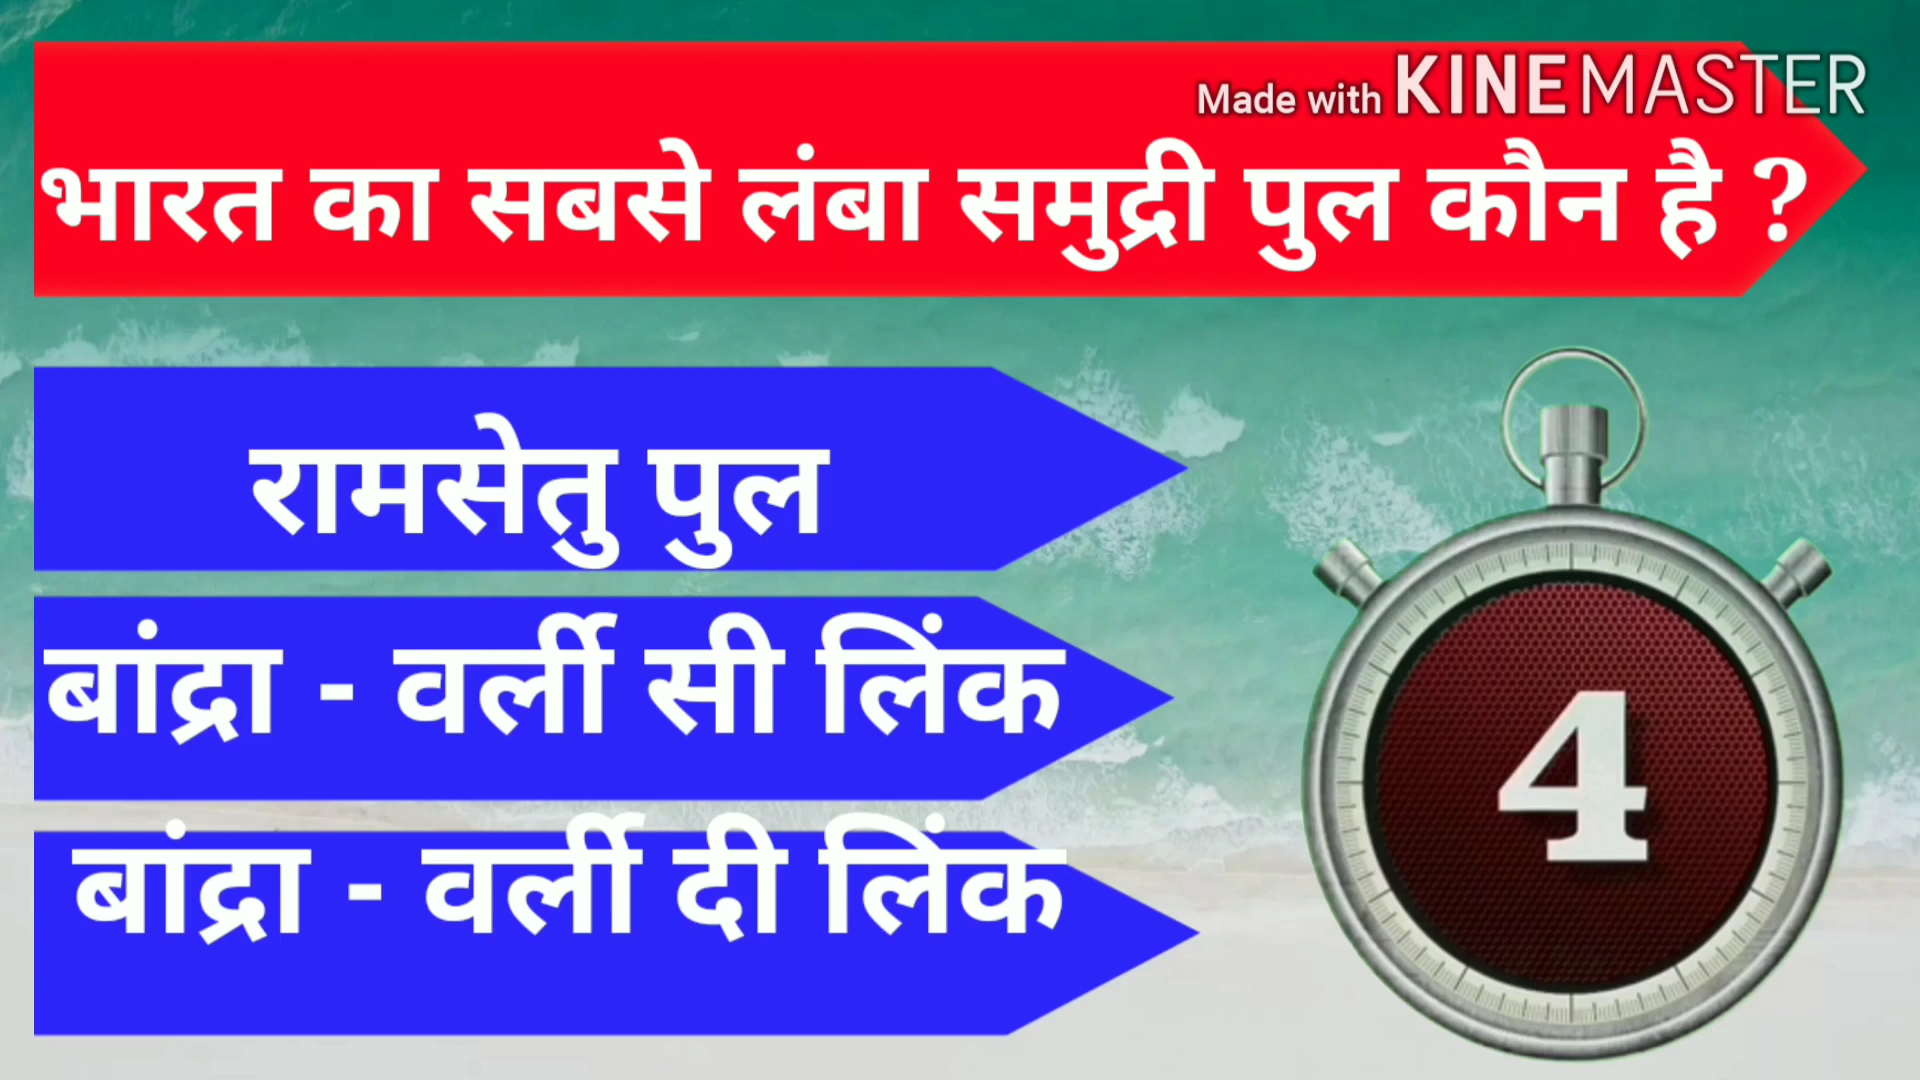 Made with KINEMASTER
भारत का सबसे लंबा समुद्री पुल कौन है ?
रामसेतु पुल
बांद्रा - वर्ली सी लिंक
बांद्रा - वर्ली दी लिंक
4